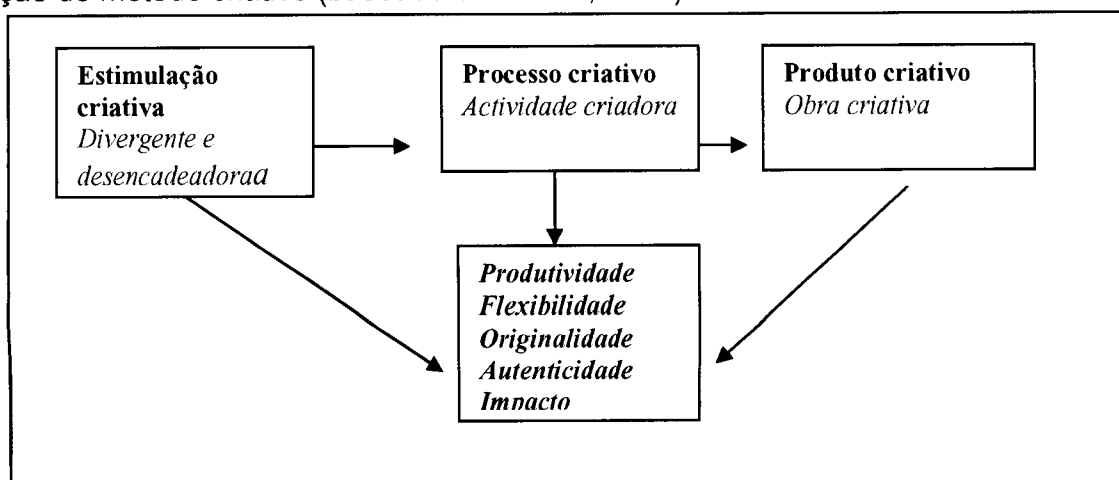 Estimulação
criativa
Divergente e
desencadeadoraa
Processo criativo
Actividade criadora
Produto criativo
Obra criativa
Produtividade
Flexibilidade
Originalidade
Autenticidade
Impacto